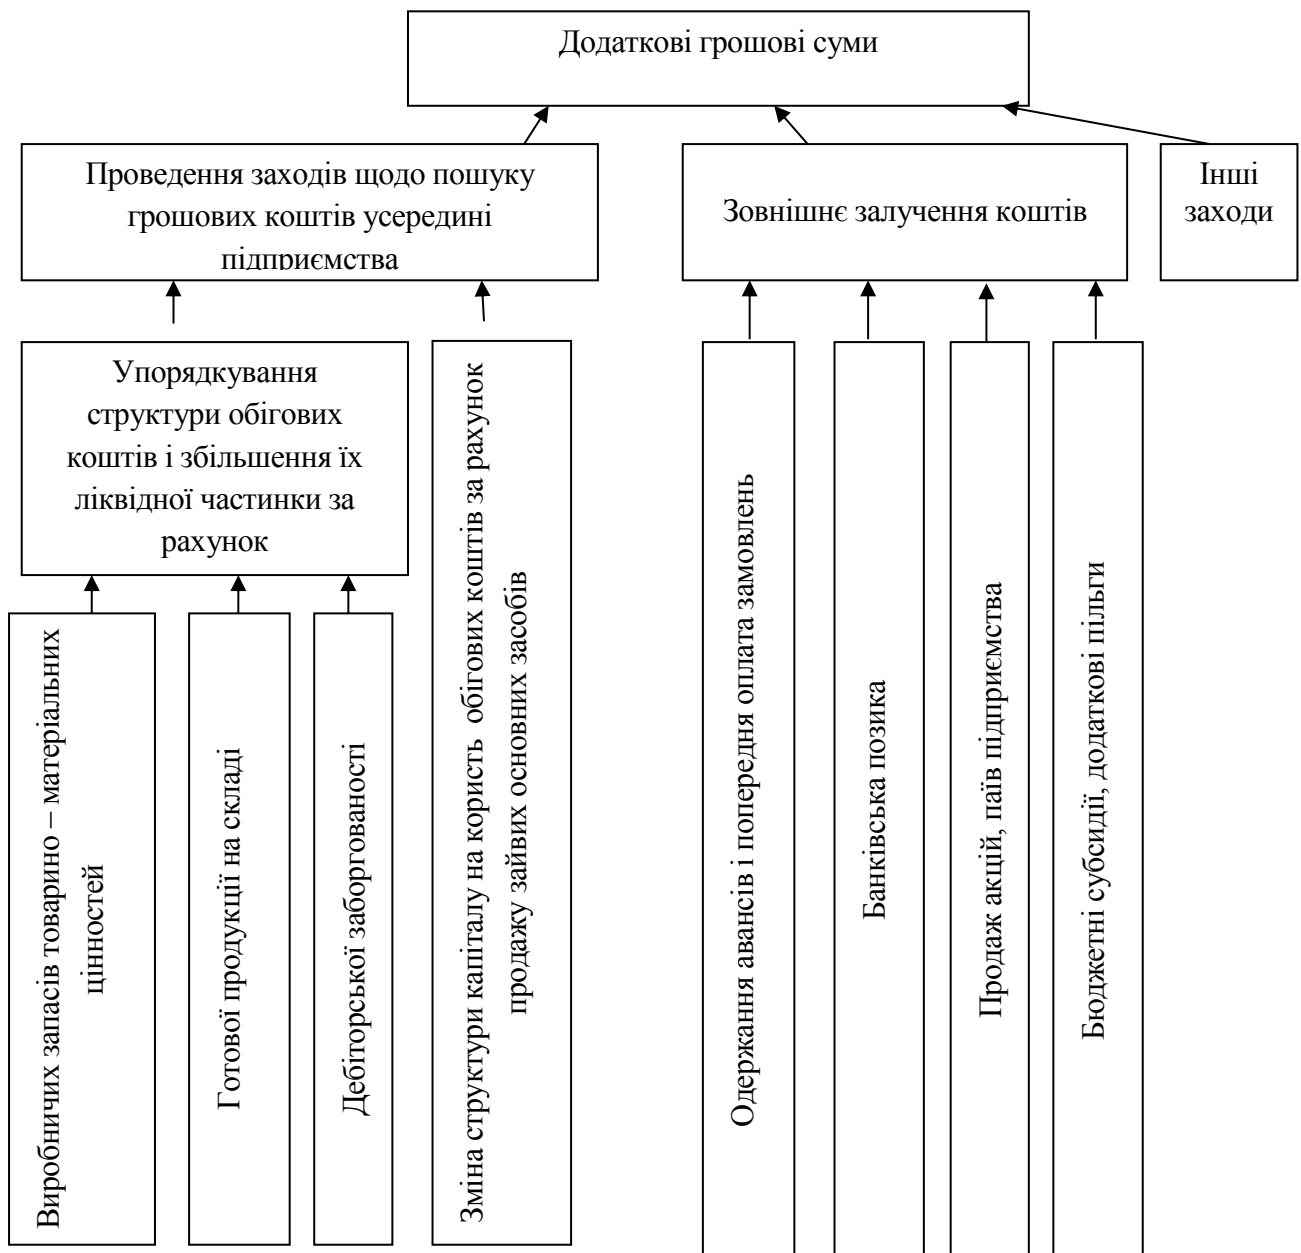 Додаткові грошові суми
Проведення заходів щодо пошуку
грошових коштів усередині
підприємства
Зовнішнє залучення коштів
Інші
заходи
Упорядкування
структури обігових
коштів і збільшення їх
ліквідної частинки за
рахунок
Зміна структури капіталу на користь обігових коштів за рахунок
продажу зайвих основних засобів
Одержання авансів і попередня оплата замовлень
Банківська позика
Продаж акцій, паїв підприємства
Бюджетні субсидії, додаткові пільги
Виробничих запасів товарино – матеріальних
цінностей
Готової продукції на складі
Дебіторської заборгованості